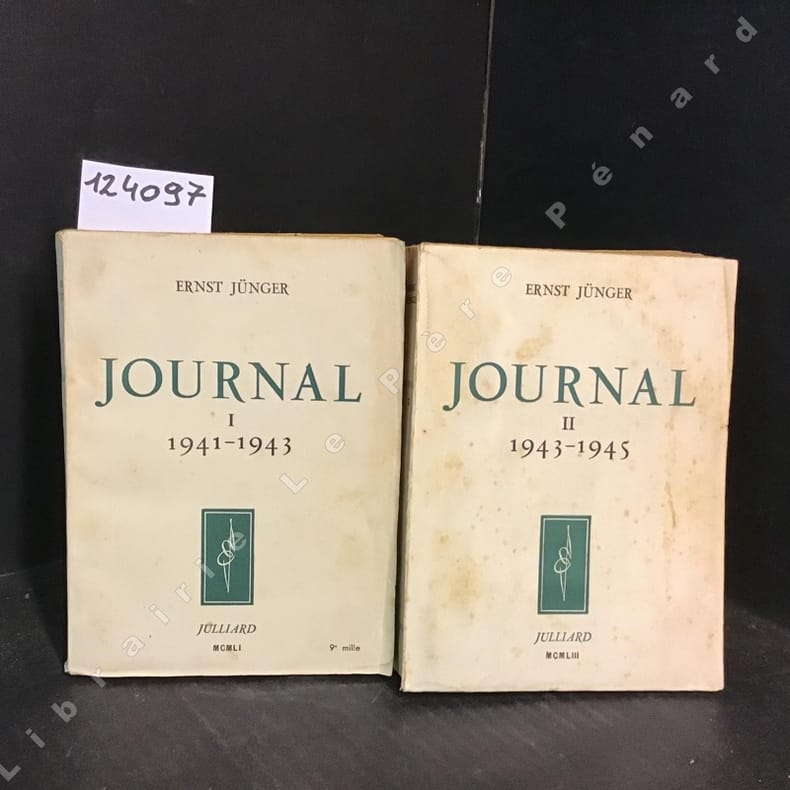 124097
ERNST JÜNGER
JOURNAL
I
1941-1943
JULLIARD
MCMLI
9e mille
ERNST JÜNGER
JOURNAL
II
1943-1945
JULLIARD
MCMLIII
Librairie Le Père Pénard